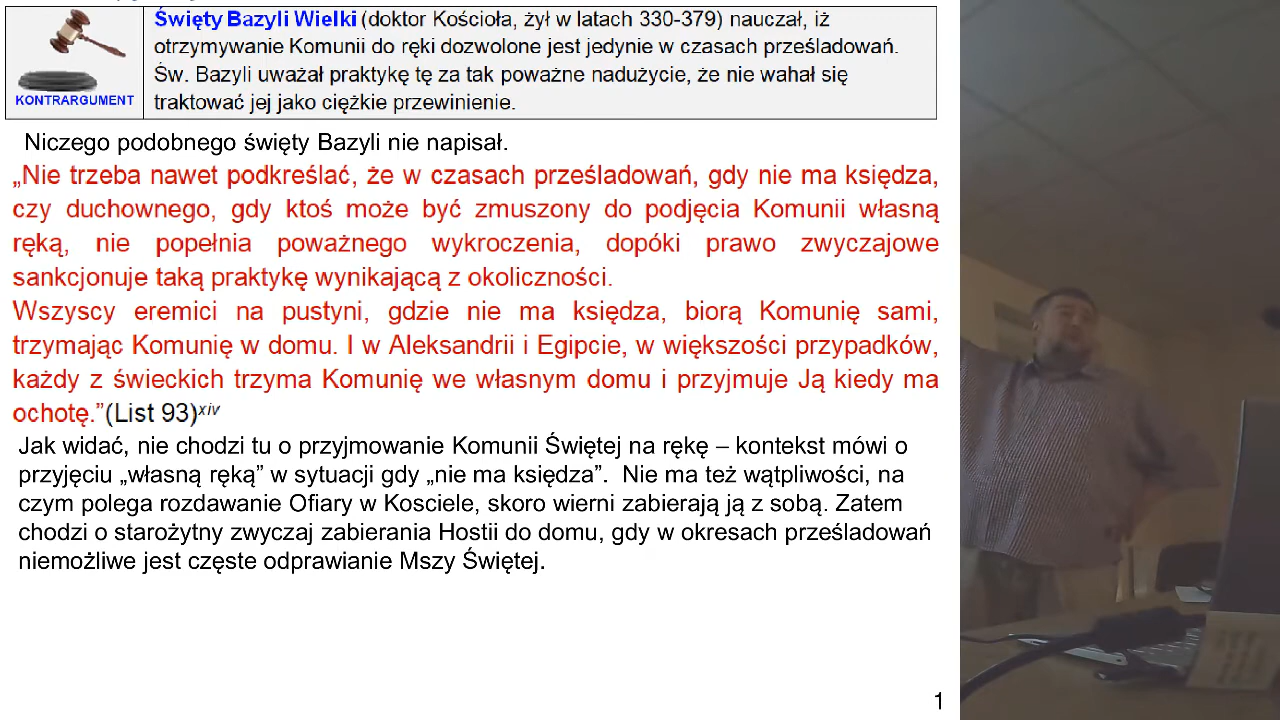 Święty Bazyli Wielki (doktor Kościoła, żył w latach 330-379) nauczał, iż
otrzymywanie Komunii do ręki dozwolone jest jedynie w czasach prześladowań.
Św. Bazyli uważał praktykę tę za tak poważne nadużycie, że nie wahał się
traktować jej jako ciężkie przewinienie.
KONTRARGUMENT
Niczego podobnego święty Bazyli nie napisał.
„Nie trzeba nawet podkreślać, że w czasach prześladowań, gdy nie ma księdza,
czy duchownego, gdy ktoś może być zmuszony do podjęcia Komunii własną
ręką, nie popełnia poważnego wykroczenia, dopóki prawo zwyczajowe
sankcjonuje taką praktykę wynikającą z okoliczności.
Wszyscy eremici na pustyni, gdzie nie ma księdza, biorą Komunię sami,
trzymając Komunię w domu. I w Aleksandrii i Egipcie, w większości przypadków,
każdy z świeckich trzyma Komunię we własnym domu i przyjmuje Ją kiedy ma
ochotę.”(List 93)xiv
Jak widać, nie chodzi tu o przyjmowanie Komunii Świętej na rękę – kontekst mówi o
przyjęciu „własną ręką” w sytuacji gdy „nie ma księdza”. Nie ma też wątpliwości, na
czym polega rozdawanie Ofiary w Kosciele, skoro wierni zabierają ją z sobą. Zatem
chodzi o starożytny zwyczaj zabierania Hostii do domu, gdy w okresach prześladowań
niemożliwe jest częste odprawianie Mszy Świętej.
1